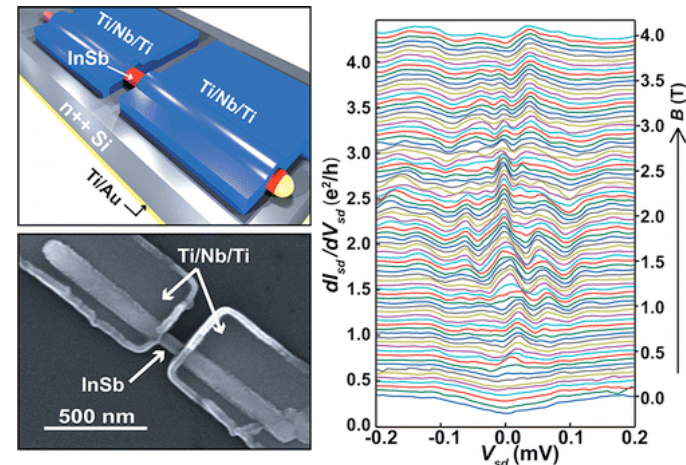 Ti/Nb/Ti
InSb
Ti/Nb/Ti
n++ Si
Ti/Au
Ti/Nb/Ti
InSb
500 nm
dI_sd/dV_sd (e²/h)
4.0
3.5
3.0
2.5
2.0
1.5
1.0
0.5
0.0
-0.2 -0.1 0.0 0.1 0.2
V_sd (mV)
4.0
3.5
3.0
2.5
2.0
1.5
1.0
0.5
0.0
B (T)